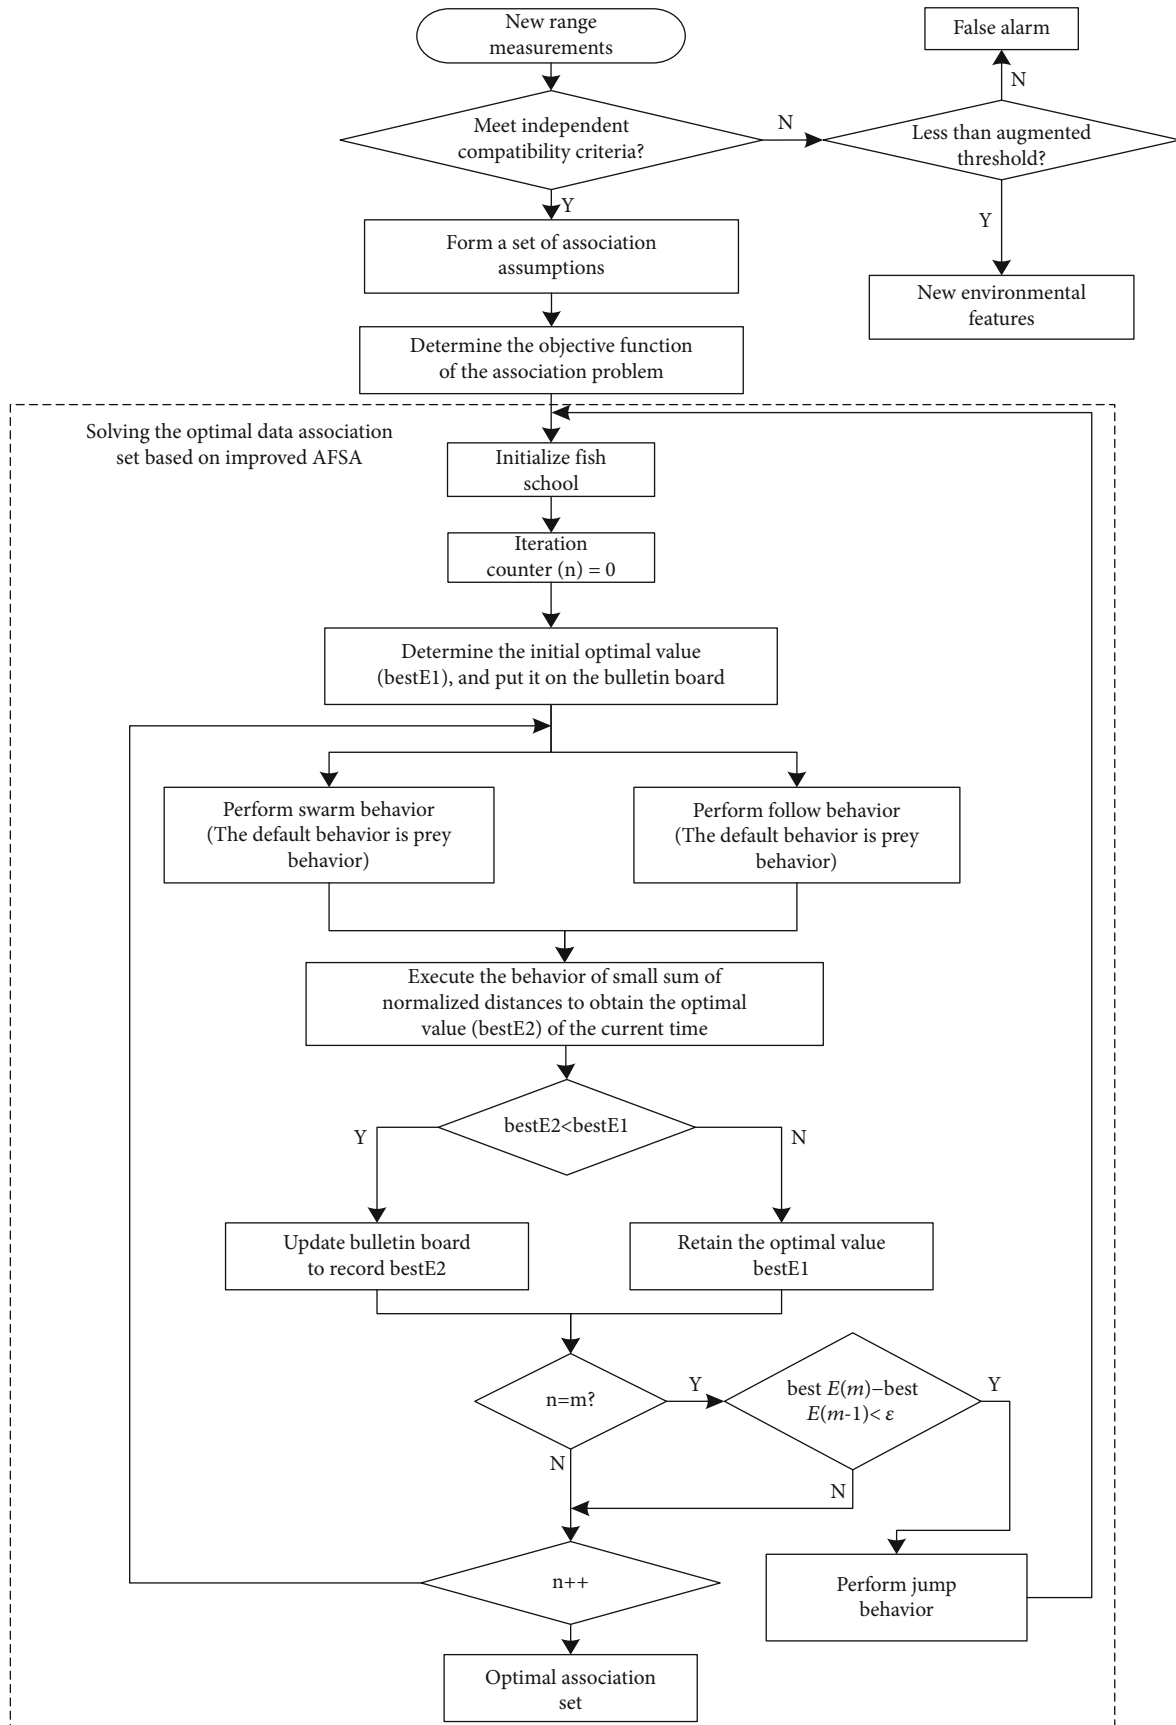 New range
measurements
False alarm
N
Meet independent
compatibility criteria?
N
Less than augmented
threshold?
Y
Y
Form a set of association
assumptions
New environmental
features
Determine the objective function
of the association problem
Solving the optimal data association
set based on improved AFSA
Initialize fish
school
Iteration
counter (n) = 0
Determine the initial optimal value
(bestE1), and put it on the bulletin board
Perform swarm behavior
(The default behavior is prey
behavior)
Perform follow behavior
(The default behavior is prey
behavior)
Execute the behavior of small sum of
normalized distances to obtain the optimal
value (bestE2) of the current time
bestE2<bestE1
Y
N
Update bulletin board
to record bestE2
Retain the optimal value
bestE1
n=m?
Y
best E(m)–best
E(m-1)< ε
Y
N
N
n++
Perform jump
behavior
Optimal association
set